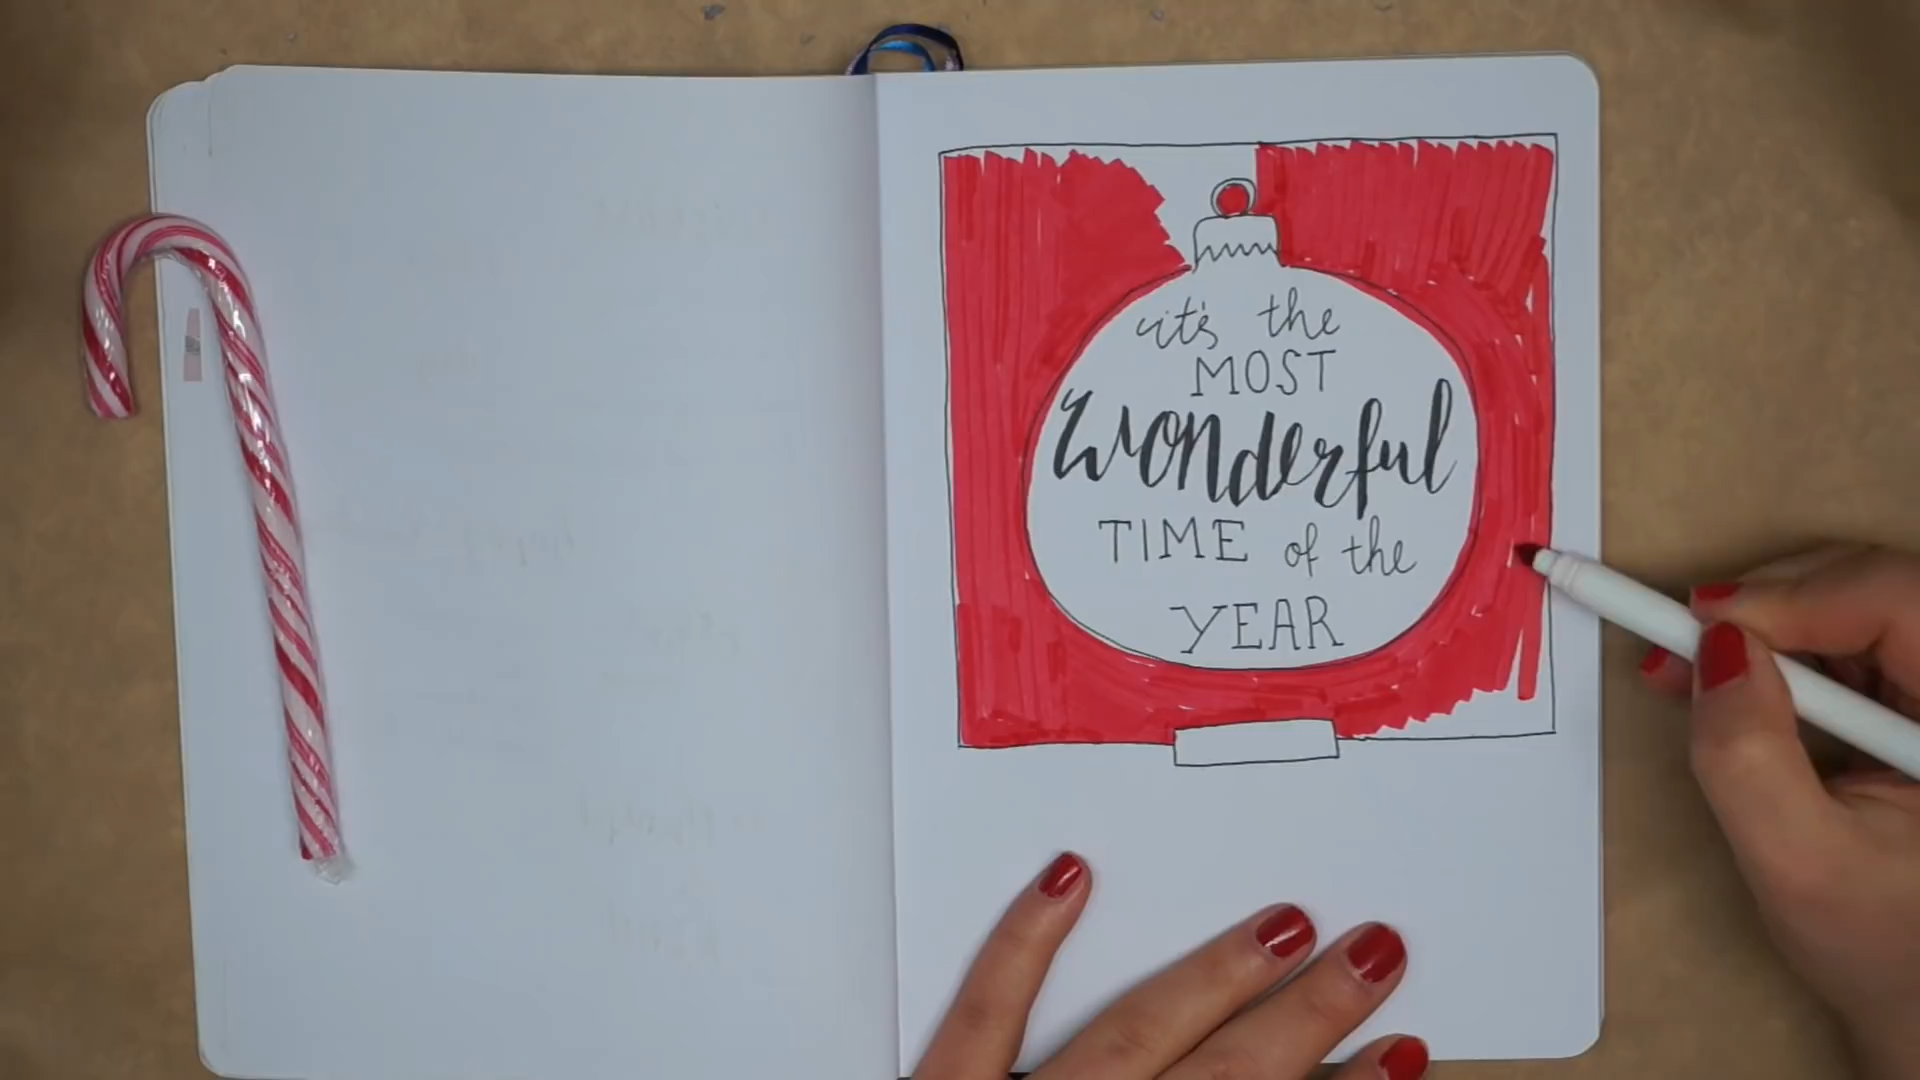 it's the
MOST
Wonderful
TIME of the
YEAR